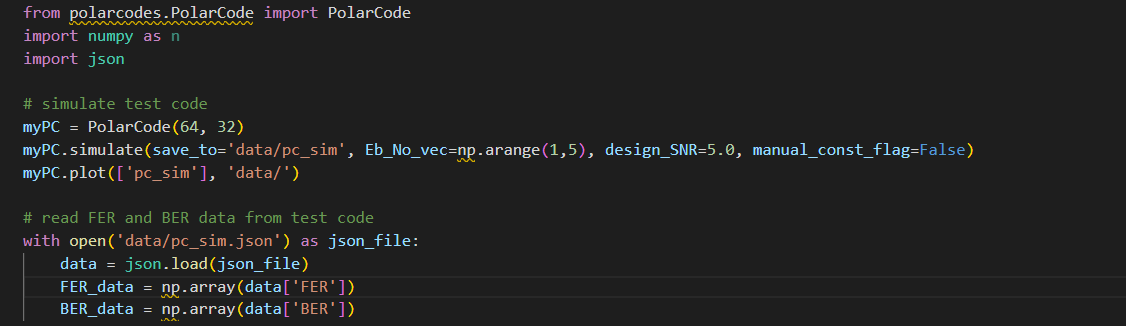 from polarcodes.PolarCode import PolarCode
import numpy as n
import json
# simulate test code
myPC = PolarCode(64, 32)
myPC.simulate(save_to='data/pc_sim', Eb_No_vec=np.arange(1,5), design_SNR=5.0, manual_const_flag=False)
myPC.plot(['pc_sim'], 'data/')
# read FER and BER data from test code
with open('data/pc_sim.json') as json_file:
    data = json.load(json_file)
    FER_data = np.array(data['FER'])
    BER_data = np.array(data['BER'])